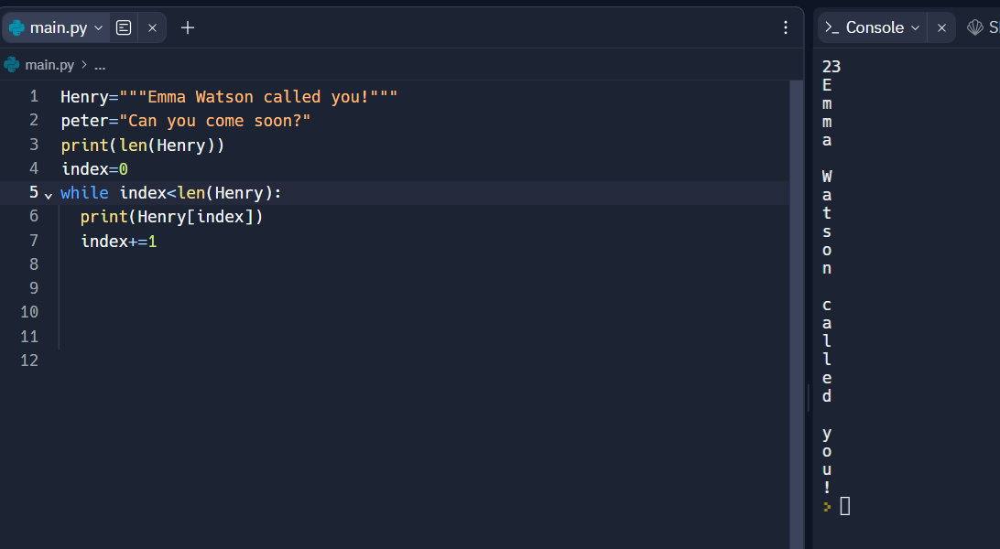 main.py
main.py > ...
1 Henry="""Emma Watson called you!"""
2 peter="Can you come soon?"
3 print(len(Henry))
4 index=0
5 while index<len(Henry):
6 print(Henry[index])
7 index+=1
8
9
10
11
12
>_ Console
23
E
m
m
a
W
a
t
s
o
n
c
a
l
l
e
d
y
o
u
!
>